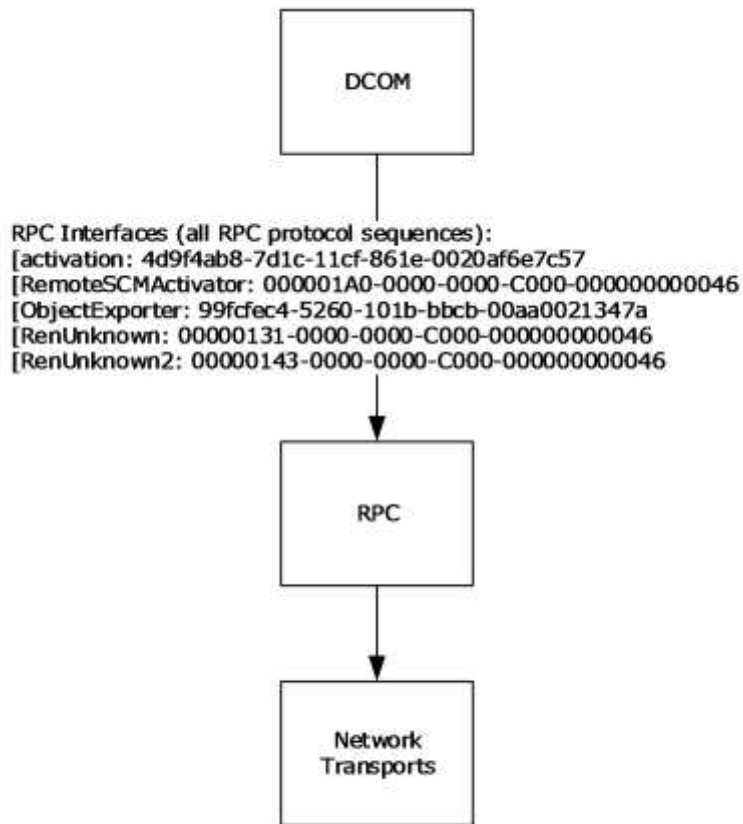 DCOM
RPC Interfaces (all RPC protocol sequences):
[activation: 4d9f4ab8-7d1c-11cf-861e-0020af6e7c57
[RemoteSCMActivator: 000001A0-0000-0000-C000-000000000046
[ObjectExporter: 99fcfec4-5260-101b-bbcb-00aa0021347a
[RenUnknown: 00000131-0000-0000-C000-000000000046
[RenUnknown2: 00000143-0000-0000-C000-000000000046
RPC
Network
Transports